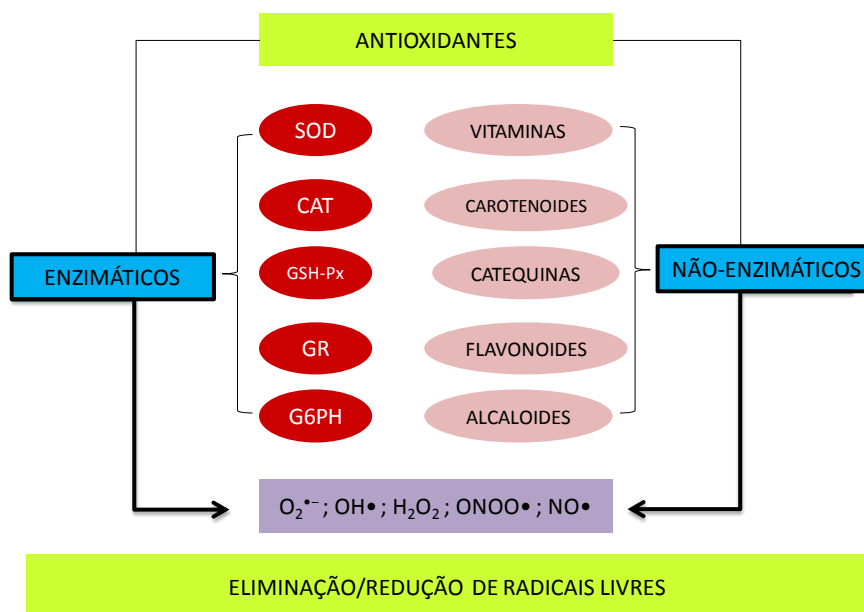 ANTIOXIDANTES
SOD
VITAMINAS
CAT
CAROTENOIDES
ENZIMÁTICOS
GSH-Px
CATEQUINAS
NÃO-ENZIMÁTICOS
GR
FLAVONOIDES
G6PH
ALCALOIDES
O₂•⁻ ; OH• ; H₂O₂ ; ONOO• ; NO•
ELIMINAÇÃO/REDUÇÃO DE RADICAIS LIVRES